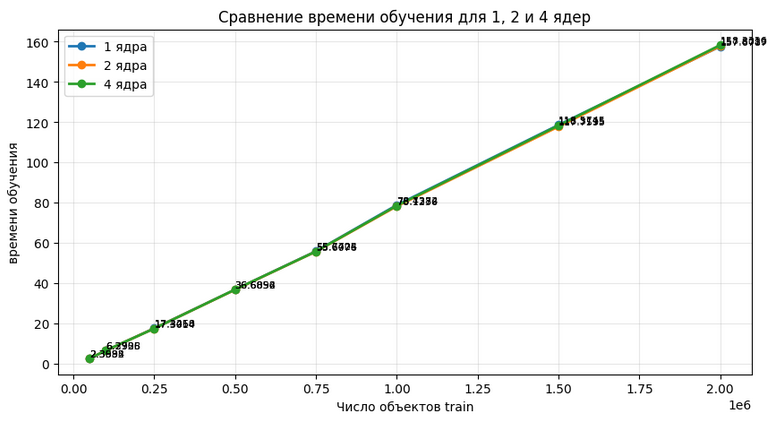 Сравнение времени обучения для 1, 2 и 4 ядер
1 ядра
2 ядра
4 ядра
времени обучения
160
140
120
100
80
60
40
20
0
0.00
0.25
0.50
0.75
1.00
1.25
1.50
1.75
2.00
1e6
Число объектов train